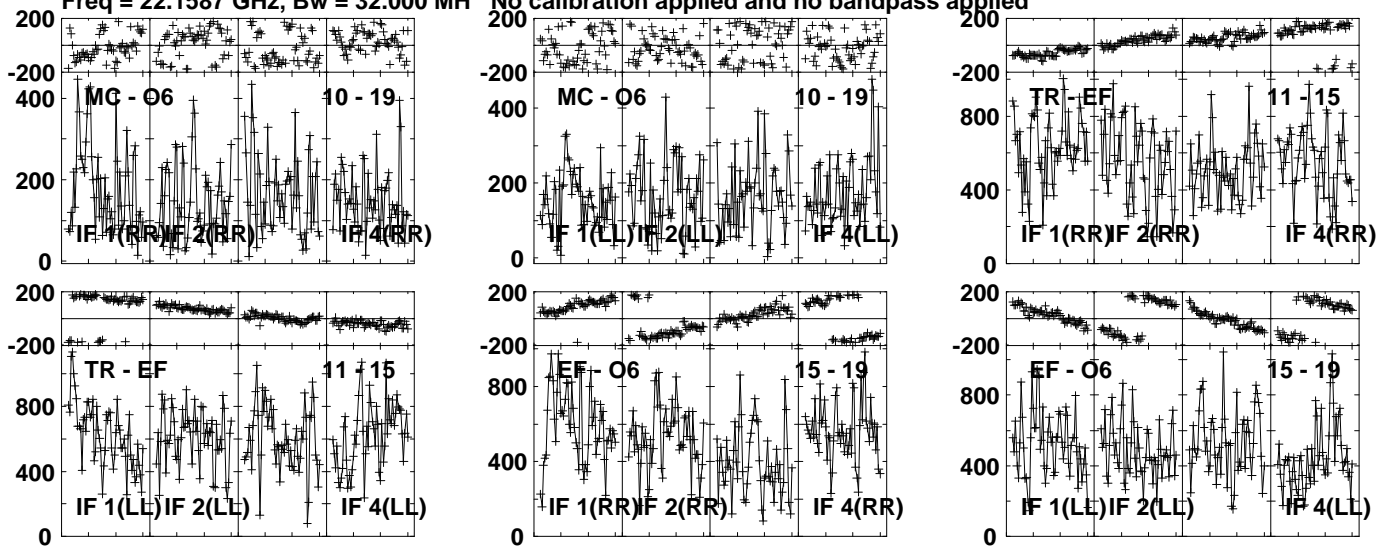 Freq = 22.1587 GHz, Bw = 32.000 MH No calibration applied and no bandpass applied
200
-200
MC - O6 10 - 19
400
200
0
IF 1(RR) IF 2(RR) IF 4(RR)
200
-200
MC - O6 10 - 19
400
200
0
IF 1(LL) IF 2(LL) IF 4(LL)
200
-200
TR - EF 11 - 15
800
400
0
IF 1(RR) IF 2(RR) IF 4(RR)
200
-200
TR - EF 11 - 15
800
400
0
IF 1(LL) IF 2(LL) IF 4(LL)
200
-200
EF - O6 15 - 19
800
400
0
IF 1(RR) IF 2(RR) IF 4(RR)
200
-200
EF - O6 15 - 19
800
400
0
IF 1(LL) IF 2(LL) IF 4(LL)